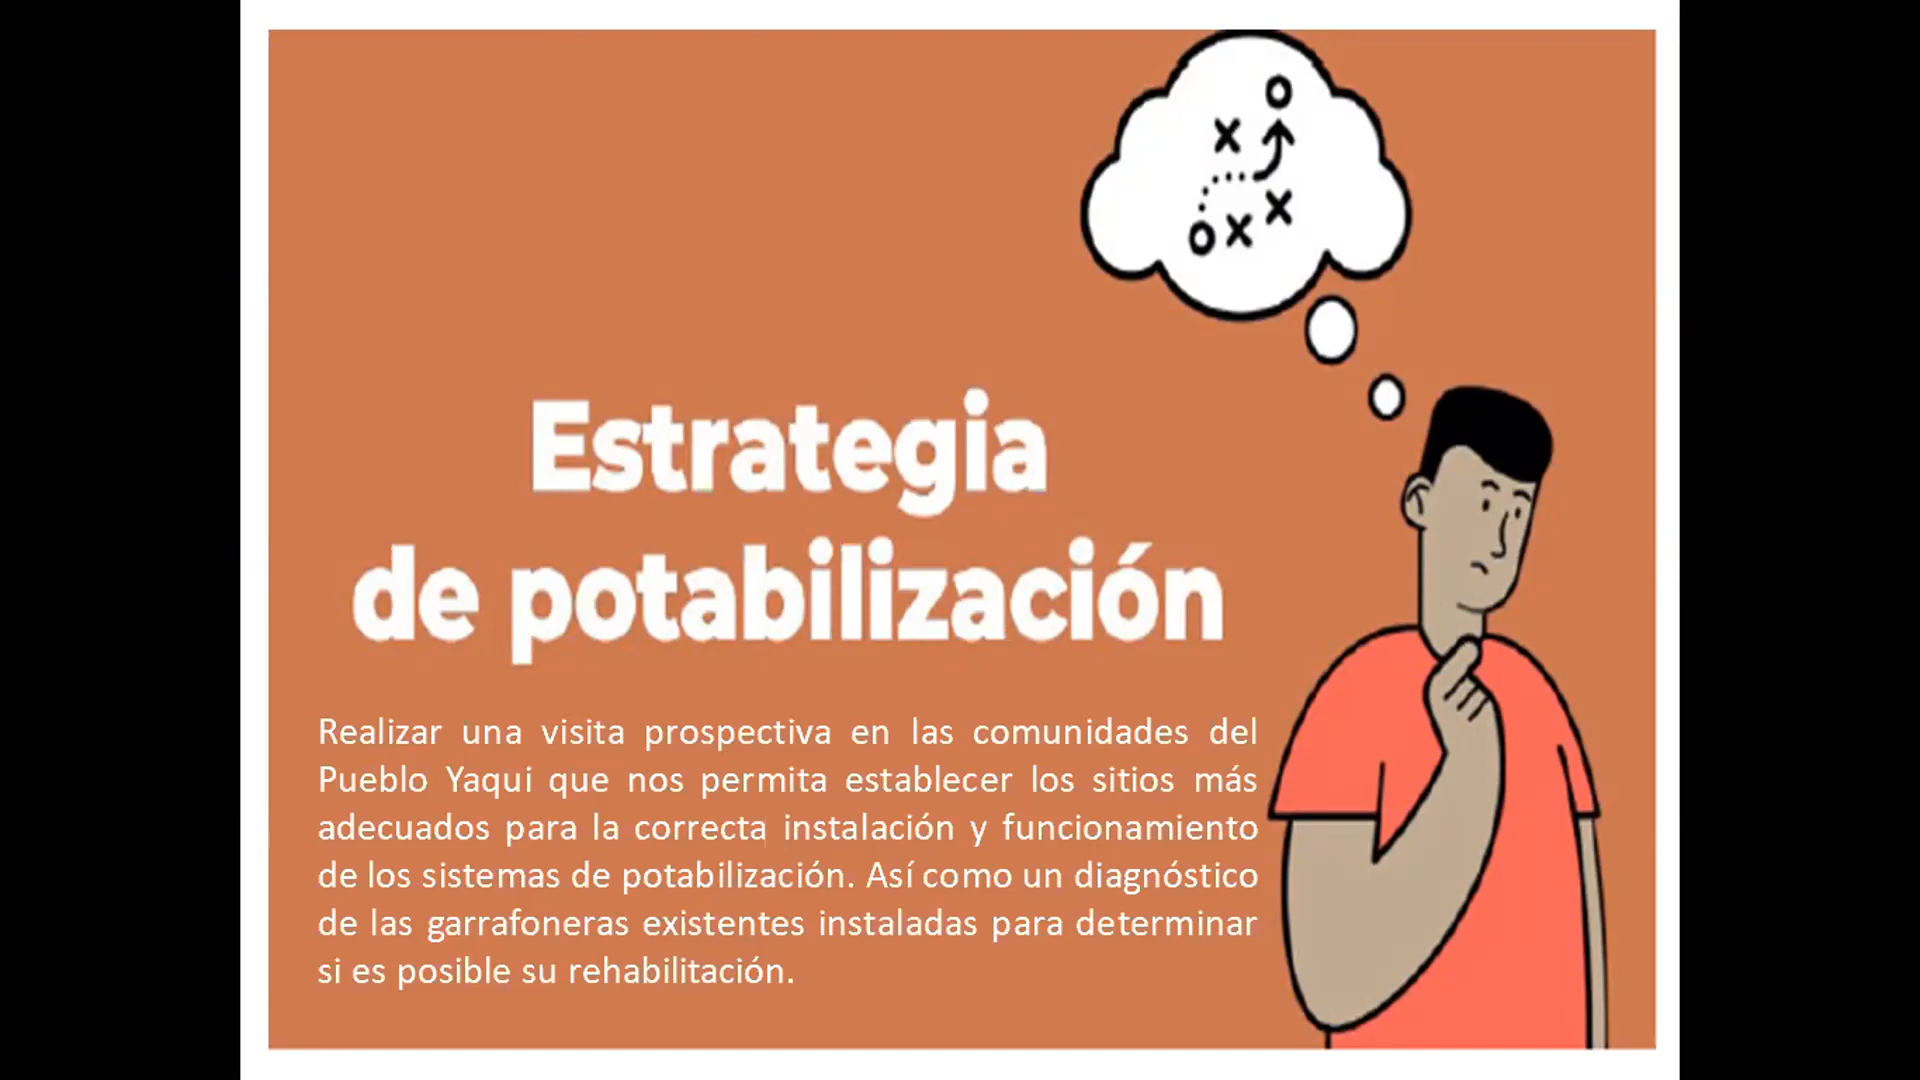 Estrategia
de potabilización
Realizar una visita prospectiva en las comunidades del
Pueblo Yaqui que nos permita establecer los sitios más
adecuados para la correcta instalación y funcionamiento
de los sistemas de potabilización. Así como un diagnóstico
de las garrafoneras existentes instaladas para determinar
si es posible su rehabilitación.